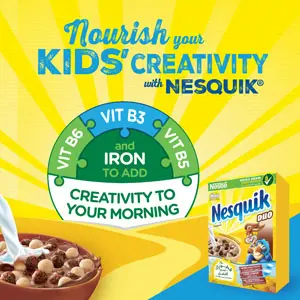 Nourish your
KIDS' CREATIVITY
with NESQUIK®
VIT B6
VIT B3
VIT B5
and
IRON
TO ADD
CREATIVITY TO
YOUR MORNING
Nestlé
Nesquik
DUO